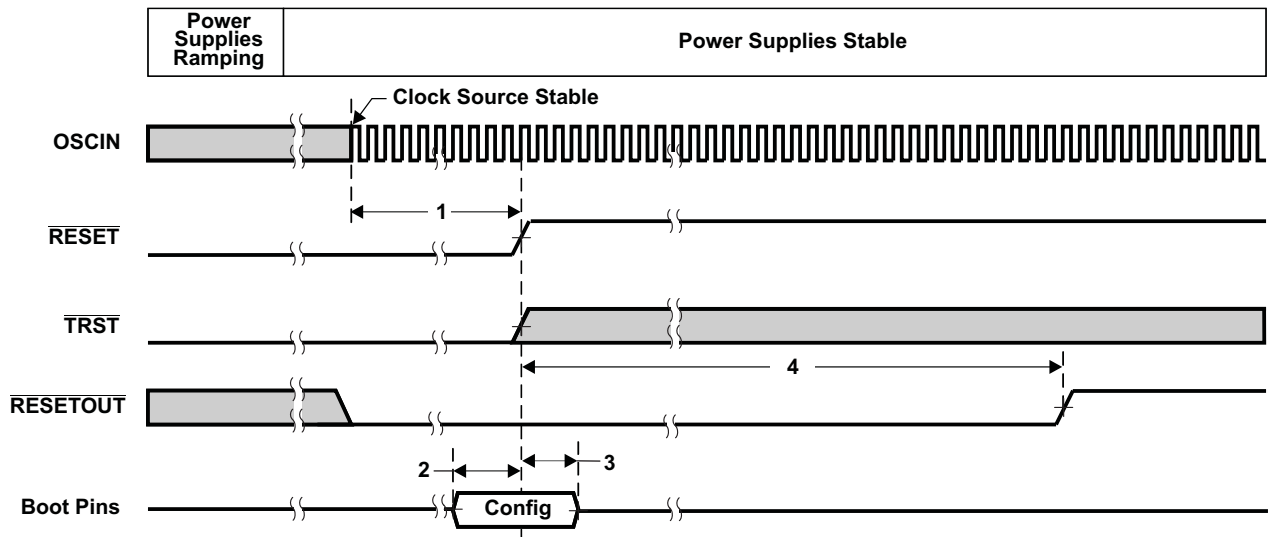 Power
Supplies
Ramping
Power Supplies Stable
Clock Source Stable
OSCIN
1
RESET
TRST
4
RESETOUT
2
3
Boot Pins
Config